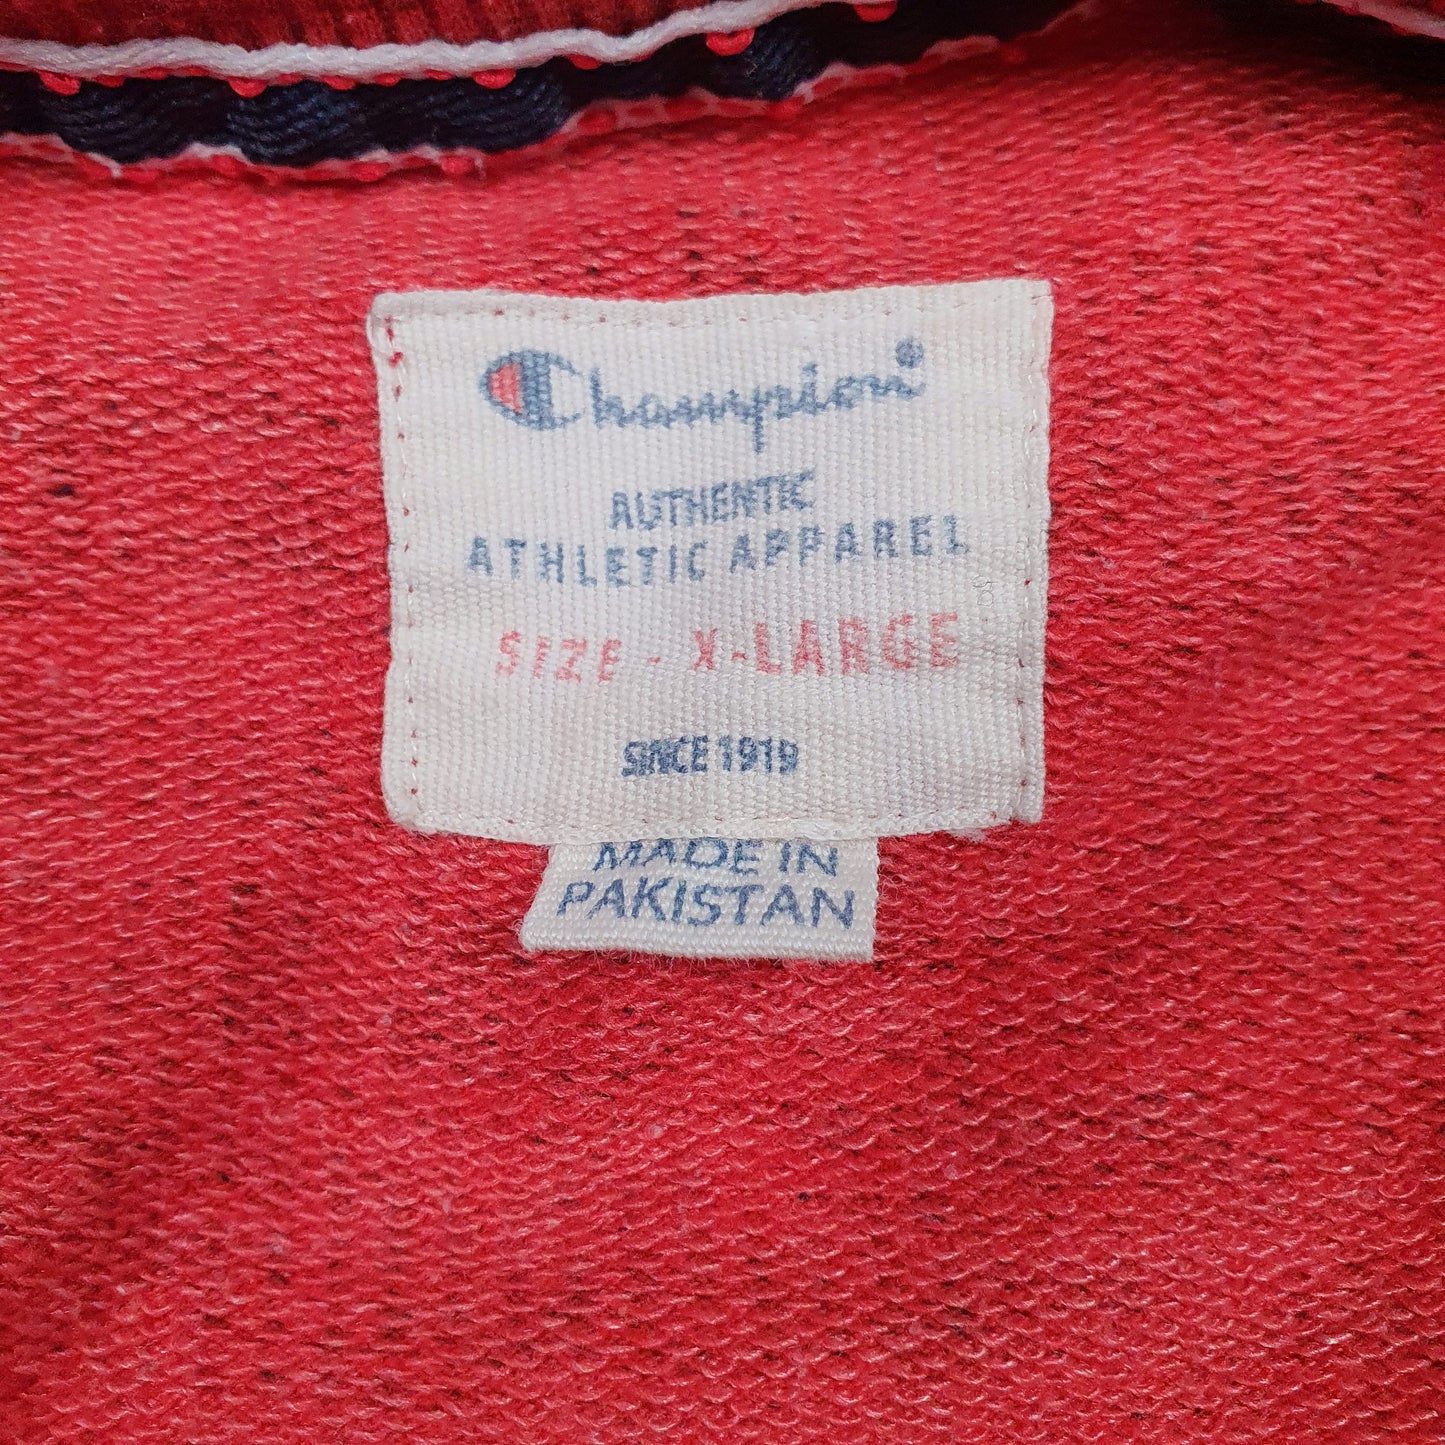 Champion®
AUTHENTIC
ATHLETIC APPAREL
SIZE - X-LARGE
SINCE 1919
MADE IN
PAKISTAN